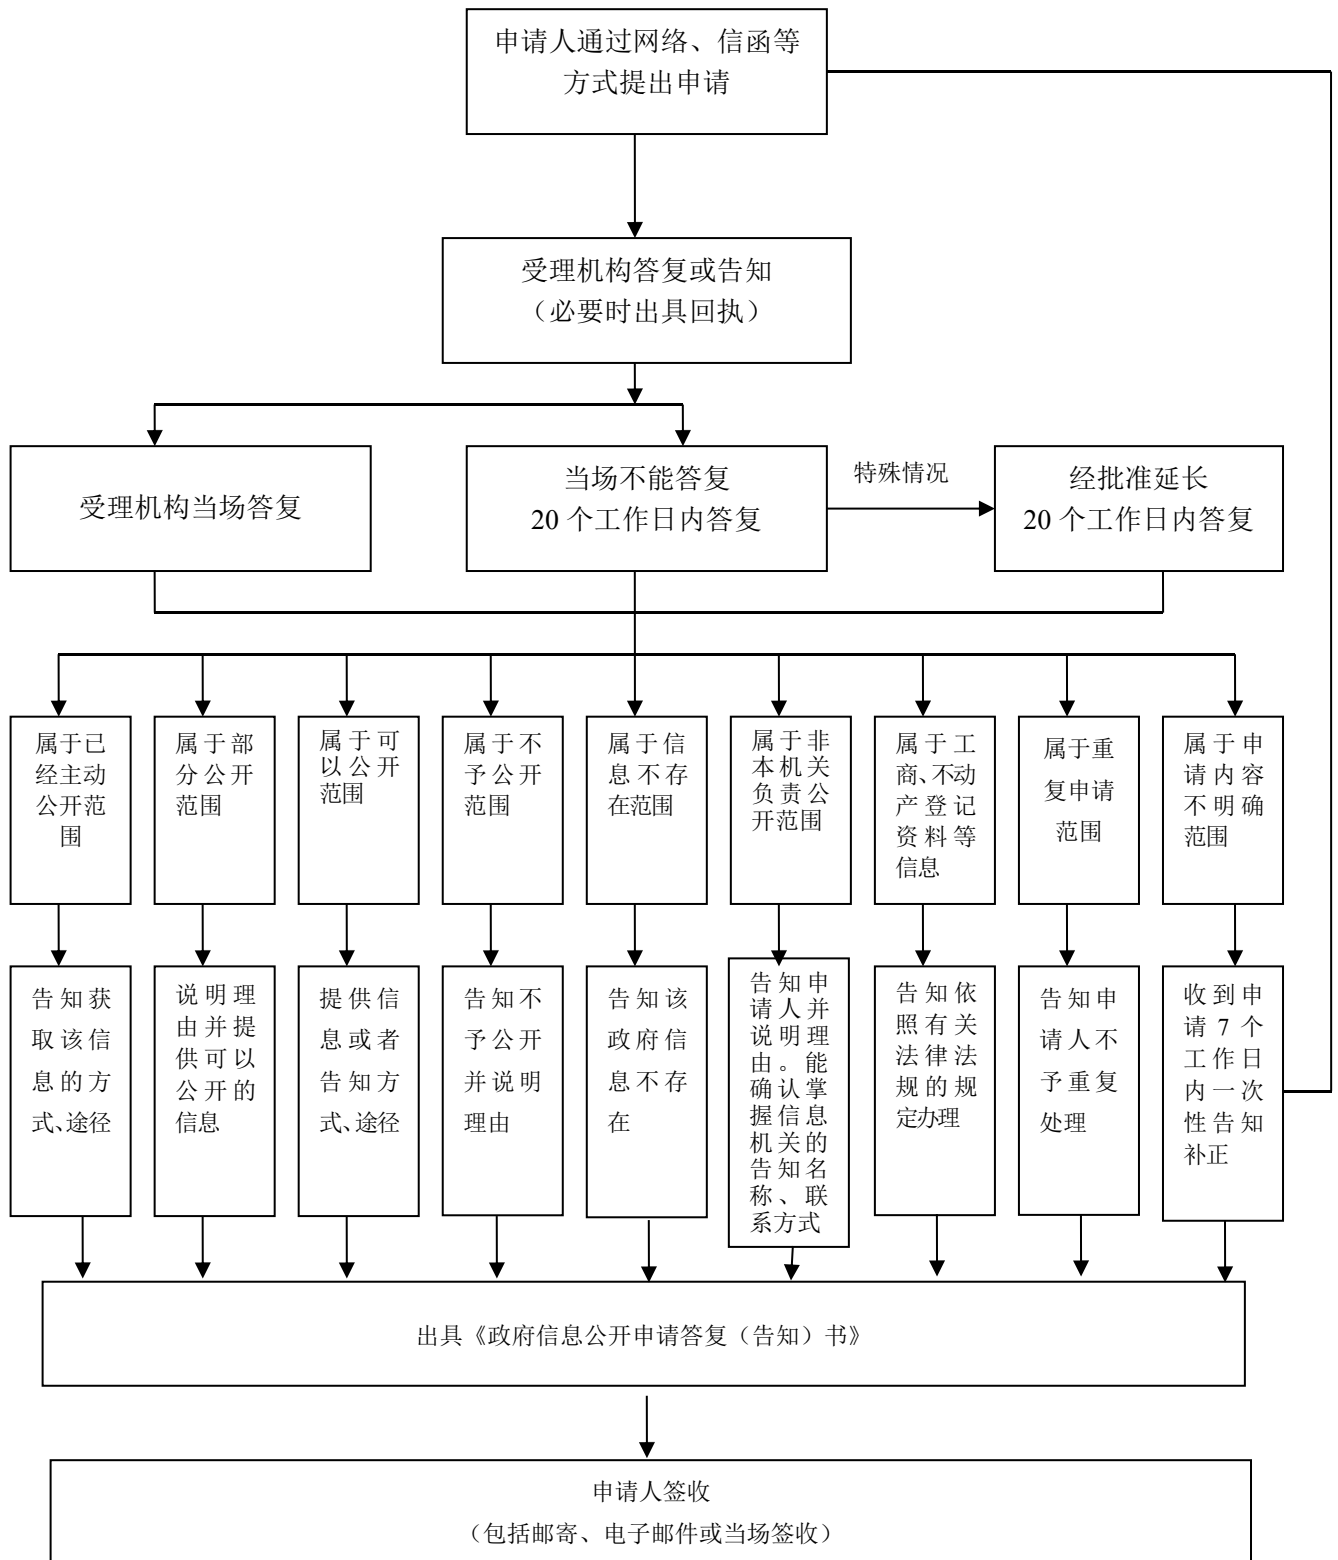 申请人通过网络、信函等
方式提出申请
受理机构答复或告知
（必要时出具回执）
受理机构当场答复
当场不能答复
20 个工作日内答复
特殊情况
经批准延长
20 个工作日内答复
属于已
经主动
公开范
围
属于部
分公开
范围
属于可
以公开
范围
属于不
予公开
范围
属于信
息不存
在范围
属于非
本机关
负责公
开范围
属于工
商、不动
产登记
资料等
信息
属于重
复申请
范围
属于申
请内容
不明确
范围
告知获
取该信
息的方
式、途径
说明理
由并提
供可以
公开的
信息
提供信
息或者
告知方
式、途径
告知不
予公开
并说明
理由
告知该
政府信
息不存
在
告知申
请人并
说明理
由。能
确认掌
握信息
机关的
告知名
称、联
系方式
告知依
照有关
法律法
规的规
定办理
告知申
请人不
予重复
处理
收到申
请 7 个
工作日
内一次
性告知
补正
出具《政府信息公开申请答复（告知）书》
申请人签收
（包括邮寄、电子邮件或当场签收）